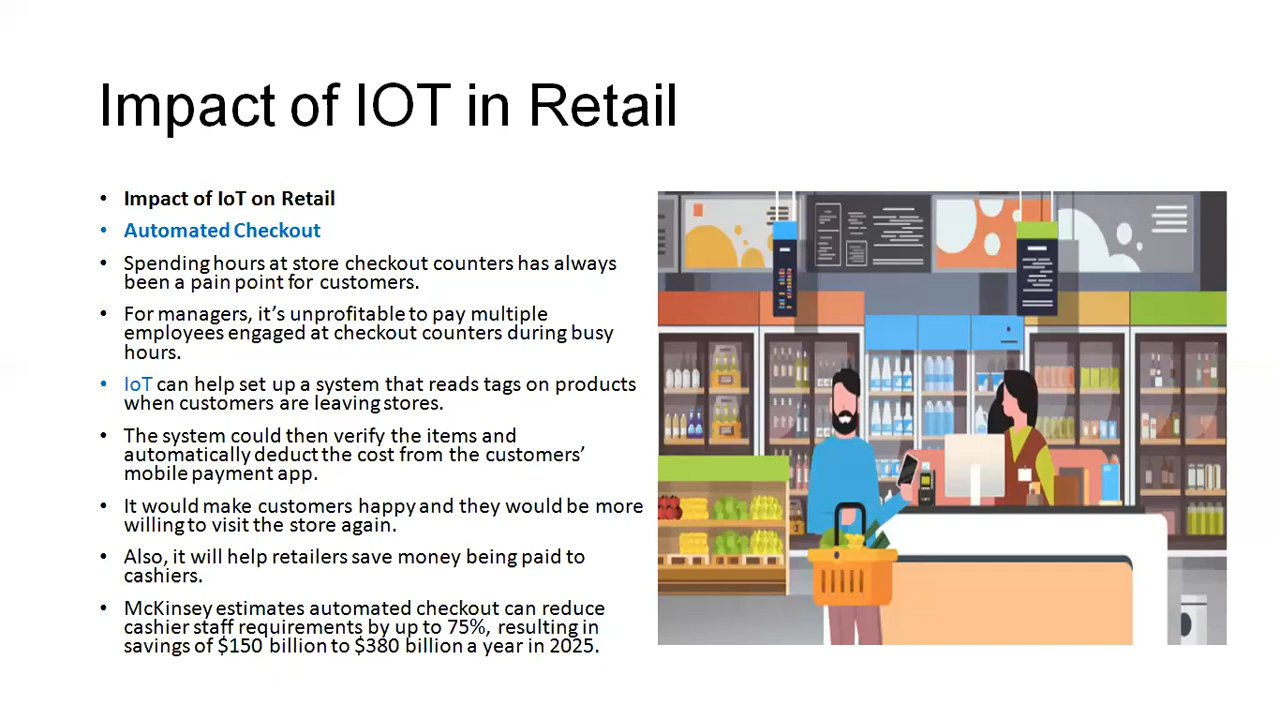 Impact of IOT in Retail
• Impact of IoT on Retail
• Automated Checkout
• Spending hours at store checkout counters has always
been a pain point for customers.
• For managers, it’s unprofitable to pay multiple
employees engaged at checkout counters during busy
hours.
• IoT can help set up a system that reads tags on products
when customers are leaving stores.
• The system could then verify the items and
automatically deduct the cost from the customers’
mobile payment app.
• It would make customers happy and they would be more
willing to visit the store again.
• Also, it will help retailers save money being paid to
cashiers.
• McKinsey estimates automated checkout can reduce
cashier staff requirements by up to 75%, resulting in
savings of $150 billion to $380 billion a year in 2025.